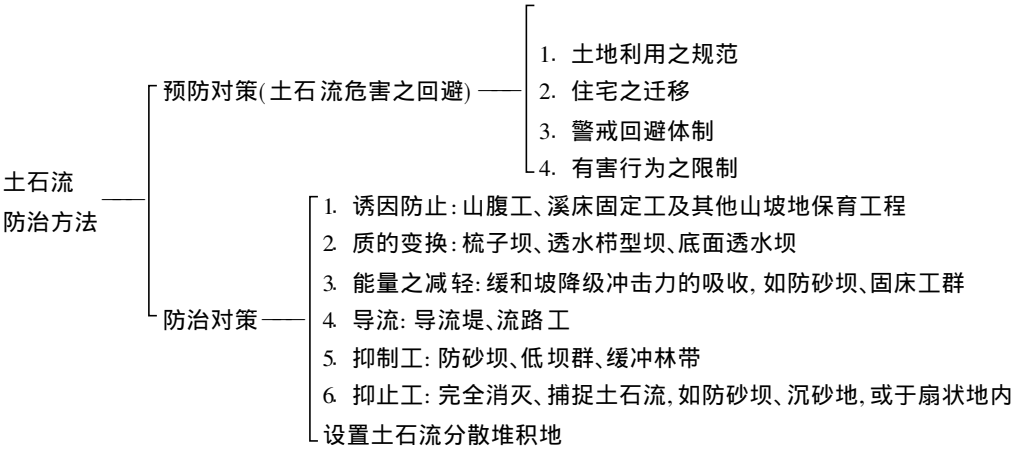 土石流
防治方法
预防对策(土石流危害之回避)
1. 土地利用之规范
2. 住宅之迁移
3. 警戒回避体制
4. 有害行为之限制
防治对策
1. 诱因防止:山腹工、溪床固定工及其他山坡地保育工程
2. 质的变换:梳子坝、透水栉型坝、底面透水坝
3. 能量之减轻:缓和坡降级冲击力的吸收,如防砂坝、固床工群
4. 导流:导流堤、流路工
5. 抑制工:防砂坝、低坝群、缓冲林带
6. 抑止工:完全消灭、捕捉土石流,如防砂坝、沉砂地,或于扇状地内
设置土石流分散堆积地